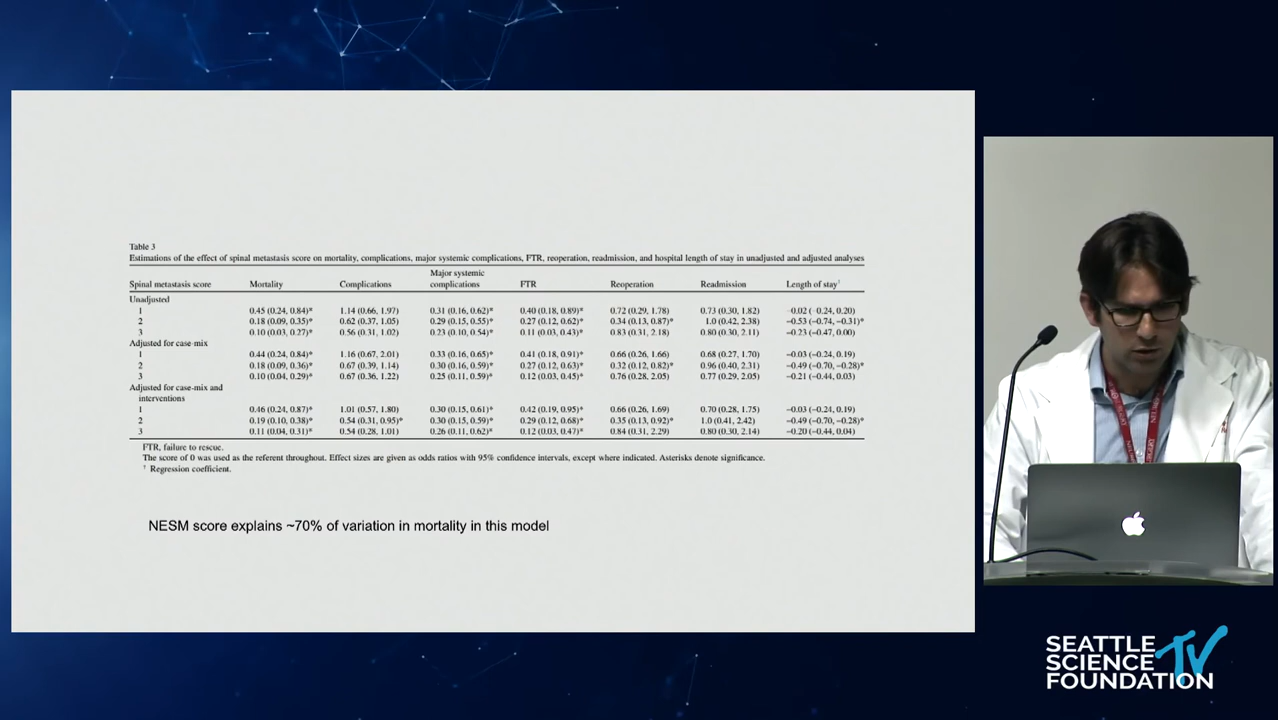 Table 3
Estimations of the effect of spinal metastasis score on mortality, complications, major systemic complications, FTR, reoperation, readmission, and hospital length of stay in unadjusted and adjusted analyses
Spinal metastasis score Mortality Complications Major systemic complications FTR Reoperation Readmission Length of stay†
Unadjusted
1 0.45 (0.24, 0.84)* 1.14 (0.66, 1.97) 0.31 (0.16, 0.62)* 0.40 (0.18, 0.89)* 0.72 (0.29, 1.78) 0.73 (0.30, 1.82) −0.02 (−0.24, 0.20)
2 0.18 (0.09, 0.35)* 0.62 (0.37, 1.05) 0.29 (0.15, 0.55)* 0.27 (0.12, 0.62)* 0.34 (0.13, 0.87)* 1.0 (0.42, 2.38) −0.53 (−0.74, −0.31)*
3 0.10 (0.03, 0.27)* 0.56 (0.31, 1.02) 0.23 (0.10, 0.54)* 0.11 (0.03, 0.43)* 0.83 (0.31, 2.18) 0.80 (0.30, 2.11) −0.23 (−0.47, 0.00)
Adjusted for case-mix
1 0.44 (0.24, 0.84)* 1.16 (0.67, 2.01) 0.33 (0.16, 0.65)* 0.41 (0.18, 0.91)* 0.66 (0.26, 1.66) 0.68 (0.27, 1.70) −0.03 (−0.24, 0.19)
2 0.18 (0.09, 0.36)* 0.67 (0.39, 1.14) 0.30 (0.16, 0.59)* 0.27 (0.12, 0.63)* 0.32 (0.12, 0.82)* 0.96 (0.40, 2.31) −0.49 (−0.70, −0.28)*
3 0.10 (0.04, 0.29)* 0.67 (0.36, 1.22) 0.25 (0.11, 0.59)* 0.12 (0.03, 0.45)* 0.76 (0.28, 2.05) 0.77 (0.29, 2.05) −0.21 (−0.44, 0.03)
Adjusted for case-mix and
interventions
1 0.46 (0.24, 0.87)* 1.01 (0.57, 1.80) 0.30 (0.15, 0.61)* 0.42 (0.19, 0.95)* 0.66 (0.26, 1.69) 0.70 (0.28, 1.75) −0.03 (−0.24, 0.19)
2 0.19 (0.10, 0.38)* 0.54 (0.31, 0.95)* 0.30 (0.15, 0.59)* 0.29 (0.12, 0.68)* 0.35 (0.13, 0.92)* 1.0 (0.41, 2.42) −0.49 (−0.70, −0.28)*
3 0.11 (0.04, 0.31)* 0.54 (0.28, 1.01) 0.26 (0.11, 0.62)* 0.12 (0.03, 0.47)* 0.84 (0.31, 2.29) 0.80 (0.30, 2.14) −0.20 (−0.44, 0.04)
FTR, failure to rescue.
The score of 0 was used as the referent throughout. Effect sizes are given as odds ratios with 95% confidence intervals, except where indicated. Asterisks denote significance.
† Regression coefficient.
NESM score explains ~70% of variation in mortality in this model
SEATTLE
SCIENCE TV
FOUNDATION